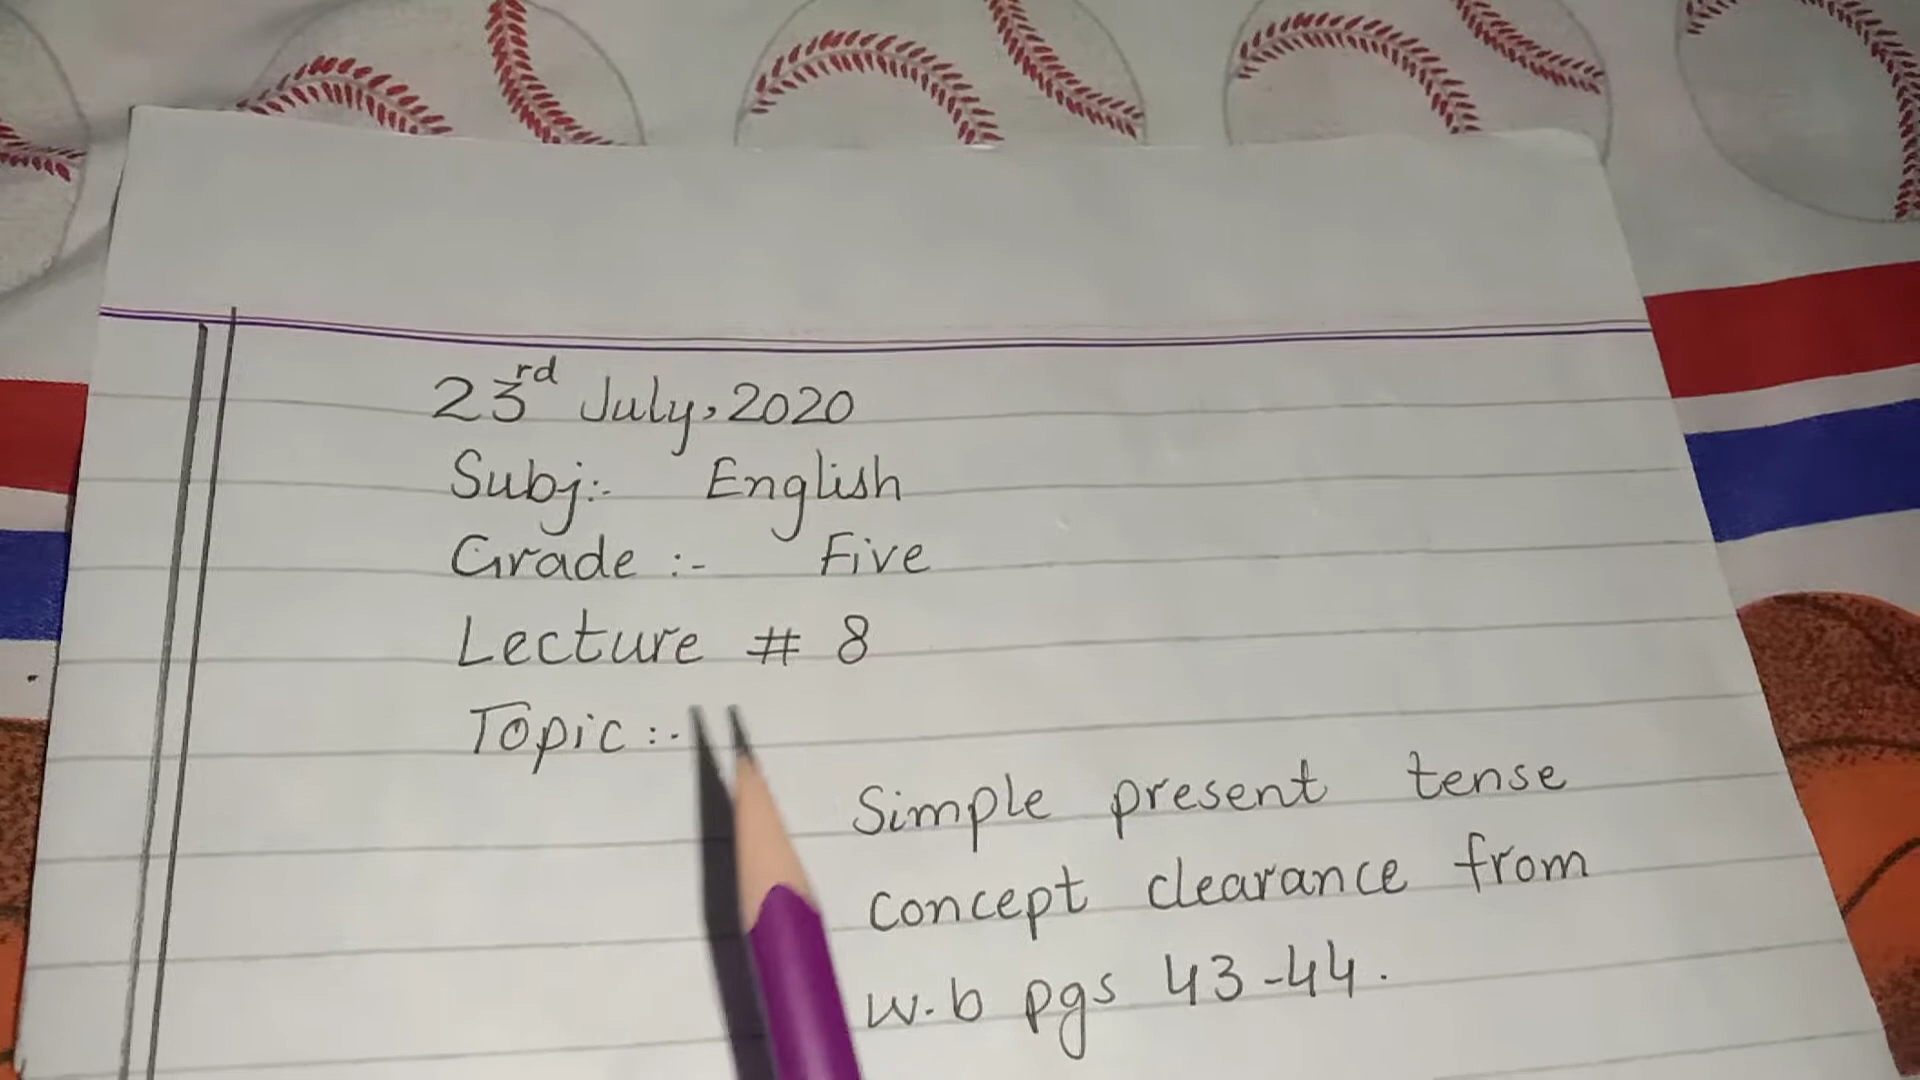 23rd July, 2020
Subj:- English
Grade :- Five
Lecture # 8
Topic :-
Simple present tense
concept clearance from
w.b pgs 43-44.